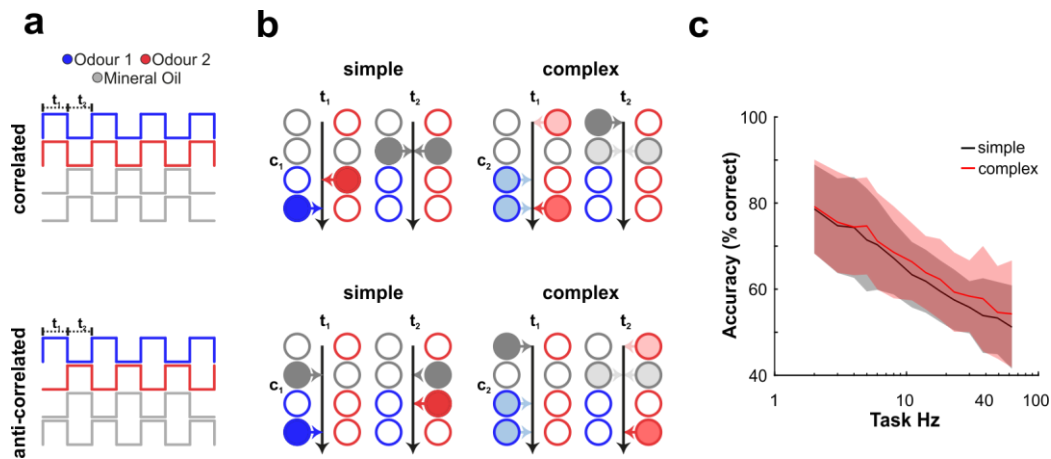 a
Odour 1 Odour 2
Mineral Oil
t1 t2
correlated
t1 t2
anti-correlated
b
simple complex
t1 t2 t1 t2
c1 c2
simple complex
t1 t2 t1 t2
c1 c2
c
Accuracy (% correct)
100
80
60
40
simple
complex
1 10 40 100
Task Hz